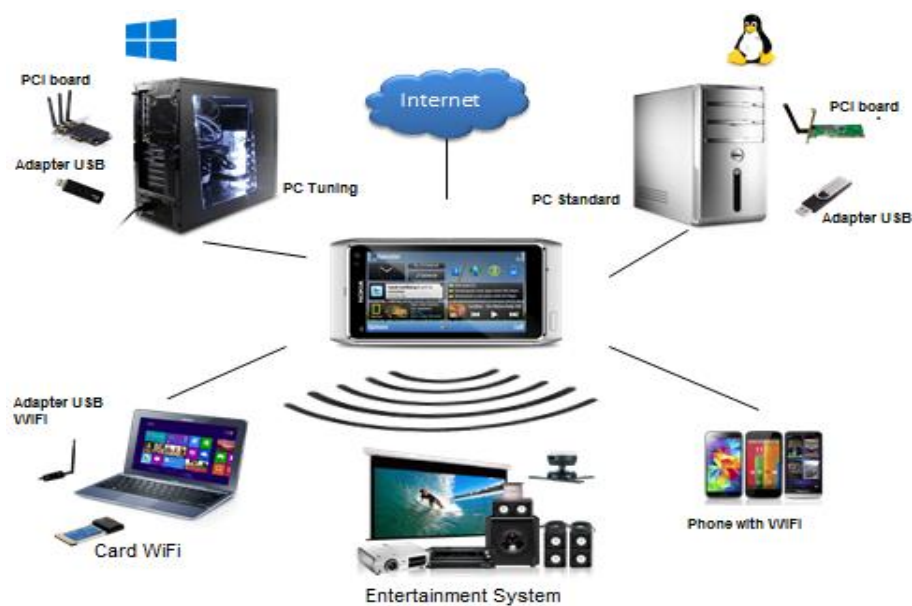 PCI board
Adapter USB
PC Tuning
Internet
PCI board
PC Standard
Adapter USB
NOKIA
Adapter USB
WIFI
Card WiFi
Phone with WIFI
Entertainment System